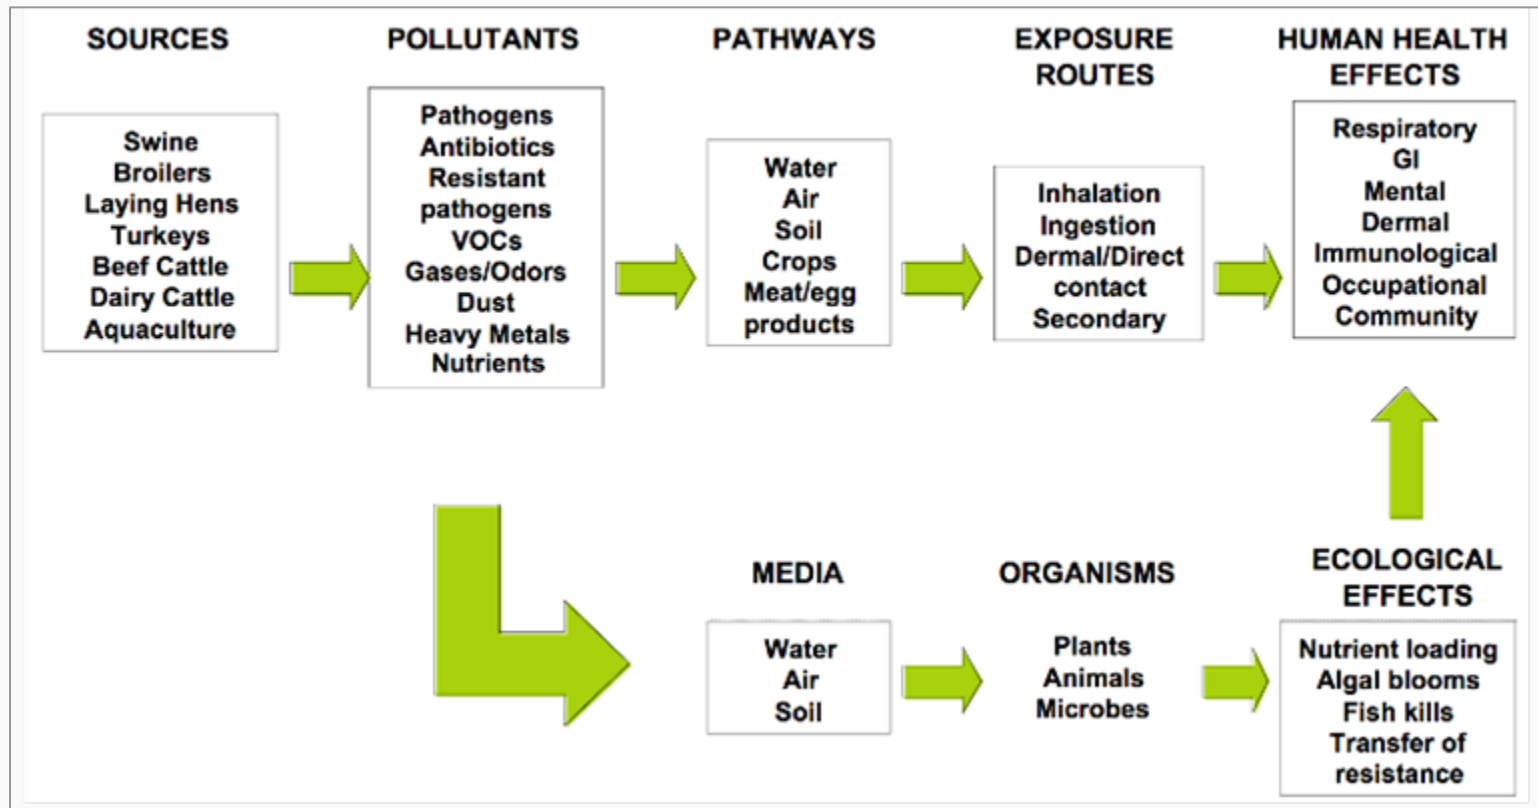 SOURCES
Swine
Broilers
Laying Hens
Turkeys
Beef Cattle
Dairy Cattle
Aquaculture
POLLUTANTS
Pathogens
Antibiotics
Resistant
pathogens
VOCs
Gases/Odors
Dust
Heavy Metals
Nutrients
PATHWAYS
Water
Air
Soil
Crops
Meat/egg
products
EXPOSURE
ROUTES
Inhalation
Ingestion
Dermal/Direct
contact
Secondary
HUMAN HEALTH
EFFECTS
Respiratory
GI
Mental
Dermal
Immunological
Occupational
Community
MEDIA
Water
Air
Soil
ORGANISMS
Plants
Animals
Microbes
ECOLOGICAL
EFFECTS
Nutrient loading
Algal blooms
Fish kills
Transfer of
resistance